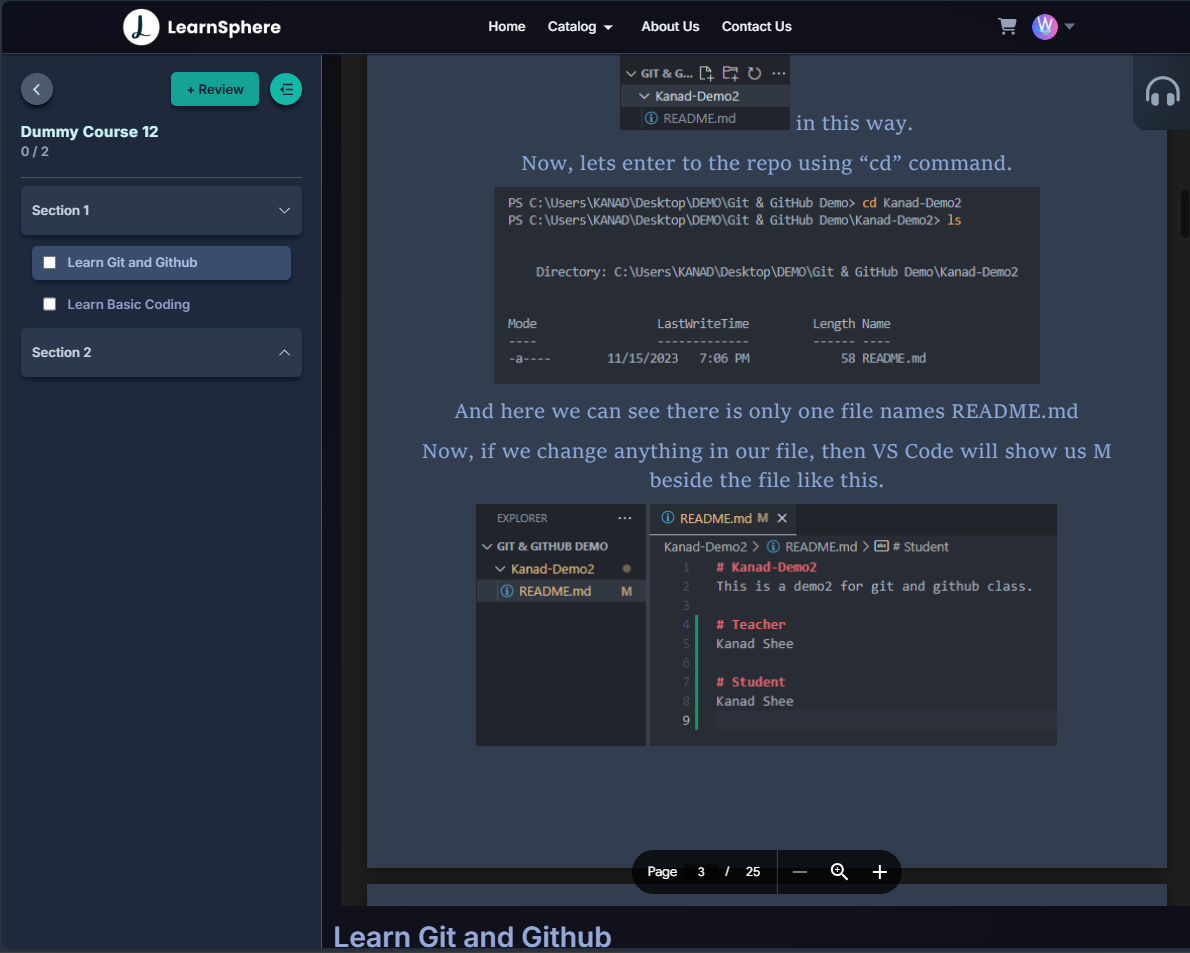 LearnSphere
Home Catalog About Us Contact Us
W
+ Review
Dummy Course 12
0 / 2
Section 1
Learn Git and Github
Learn Basic Coding
Section 2
GIT & G... ...
Kanad-Demo2
README.md
in this way.
Now, lets enter to the repo using “cd” command.
PS C:\Users\KANAD\Desktop\DEMO\Git & GitHub Demo> cd Kanad-Demo2
PS C:\Users\KANAD\Desktop\DEMO\Git & GitHub Demo\Kanad-Demo2> ls
Directory: C:\Users\KANAD\Desktop\DEMO\Git & GitHub Demo\Kanad-Demo2
Mode LastWriteTime Length Name
---- ------------- ------ ----
-a---- 11/15/2023 7:06 PM 58 README.md
And here we can see there is only one file names README.md
Now, if we change anything in our file, then VS Code will show us M
beside the file like this.
EXPLORER ...
GIT & GITHUB DEMO
Kanad-Demo2
README.md M
README.md M
Kanad-Demo2 > README.md > abc # Student
1 # Kanad-Demo2
2 This is a demo2 for git and github class.
3
4 # Teacher
5 Kanad Shee
6
7 # Student
8 Kanad Shee
9
Page 3 / 25
Learn Git and Github